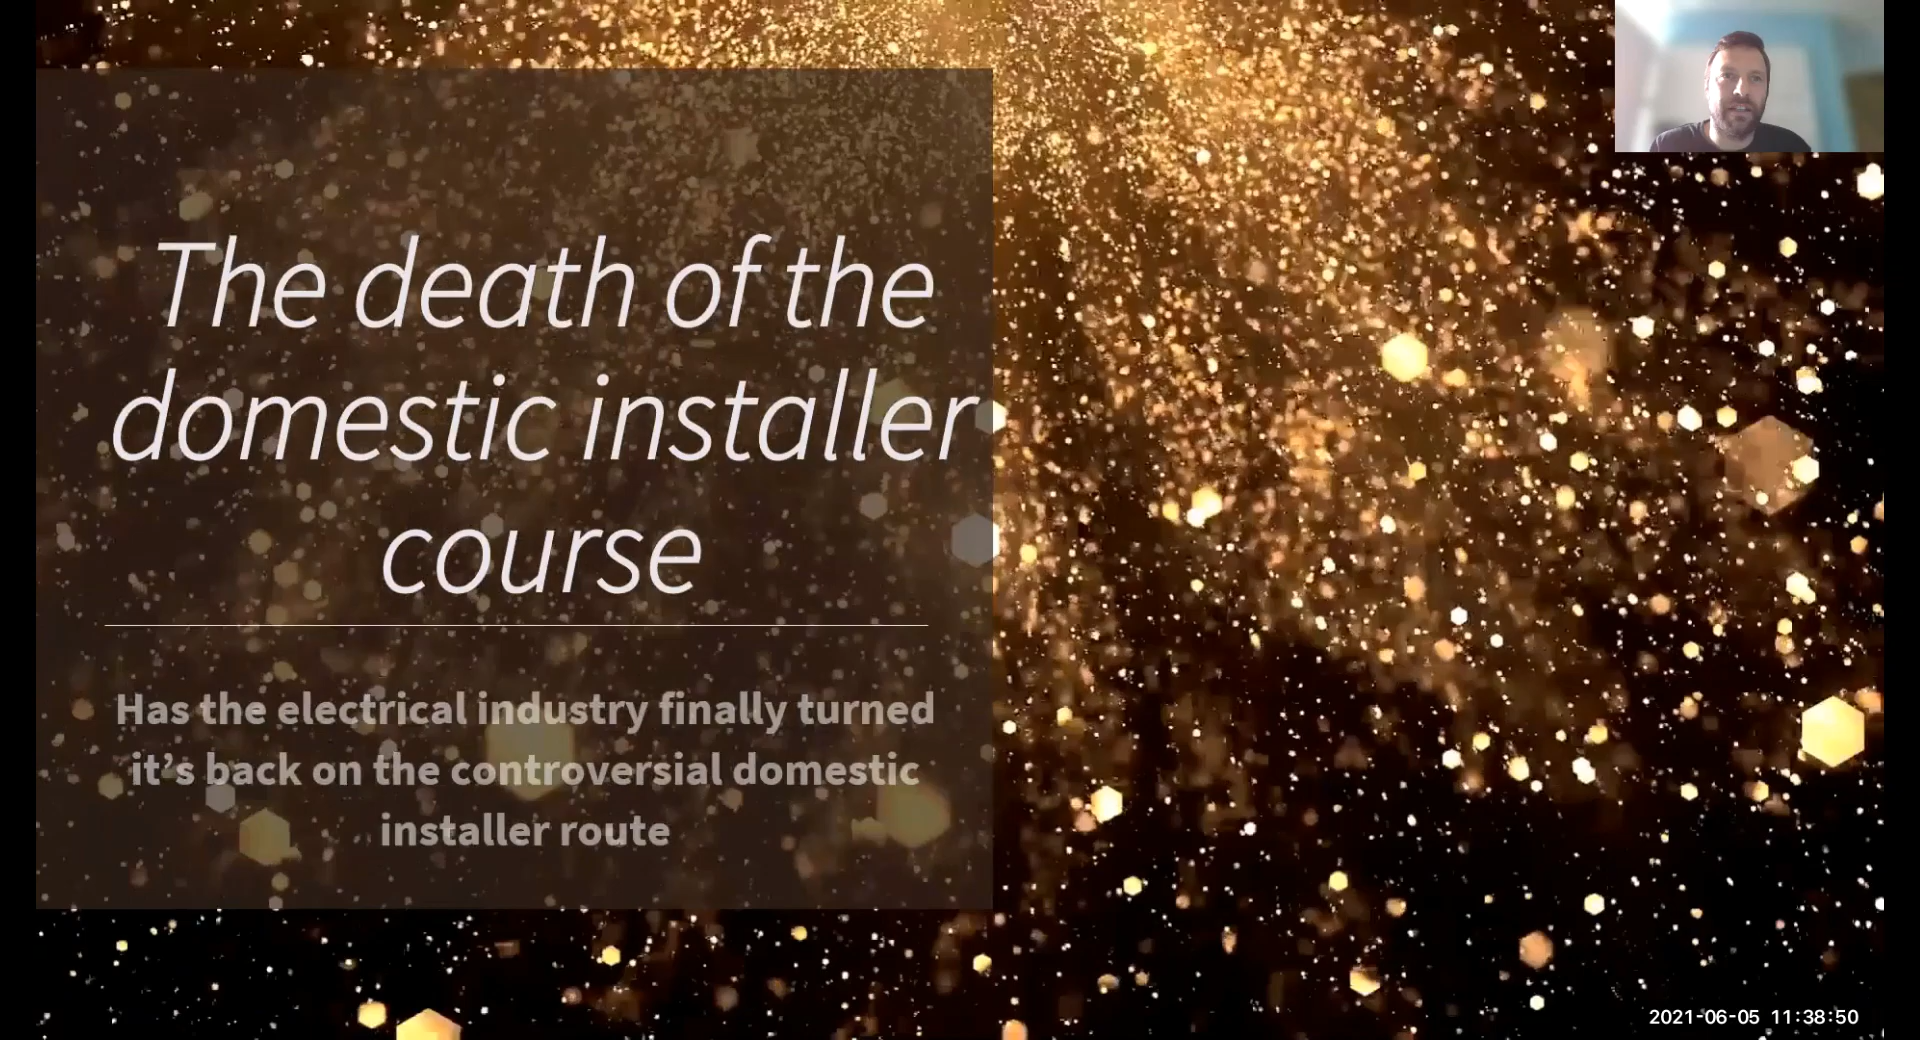 The death of the
domestic installer
course
Has the electrical industry finally turned
it’s back on the controversial domestic
installer route
2021-06-05 11:38:50